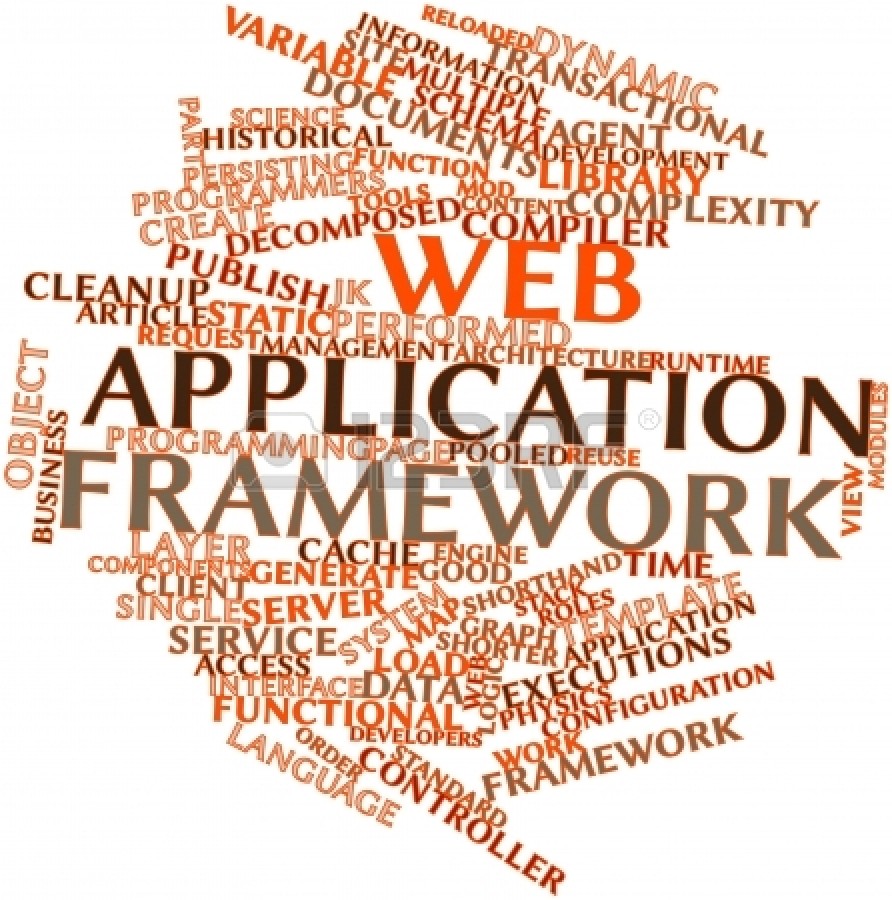 RELOADED
DYNAMIC
VARIABLE
INFORMATION
TRANSACTIONAL
SITE
MULTIPLE
DOCUMENTS
SCHEMA
AGENT
PART
SCIENCE
HISTORICAL
DEVELOPMENT
PERSISTING
FUNCTION
LIBRARY
PROGRAMMERS
TOOLS
MOD
CONTENT
COMPLEXITY
CREATE
DECOMPOSED
COMPILER
WEB
PUBLISH
JK
CLEANUP
ARTICLE
STATIC
PERFORMED
REQUEST
MANAGEMENT
ARCHITECTURE
RUNTIME
OBJECT
APPLICATION
MODULES
BUSINESS
PROGRAMMING
PAGE
POOLED
REUSE
123RF
®
VIEW
FRAMEWORK
LAYER
CACHE
ENGINE
COMPONENTS
GENERATE
GOOD
SHORTHAND
TIME
CLIENT
STACK
SINGLE
SERVER
SYSTEM
MAP
ROLES
TEMPLATE
SERVICE
GRAPH
SHORTER
APPLICATION
ACCESS
LOAD
WEB
EXECUTIONS
INTERFACE
DATA
LOGIC
PHYSICS
CONFIGURATION
FUNCTIONAL
DEVELOPERS
WORK
FRAMEWORK
LANGUAGE
ORDER
STANDARD
CONTROLLER